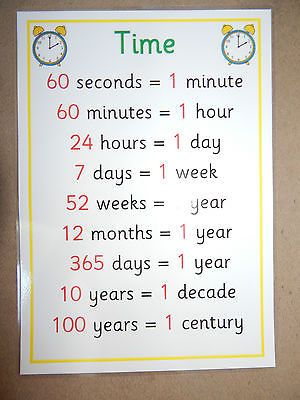 Time
60 seconds = 1 minute
60 minutes = 1 hour
24 hours = 1 day
7 days = 1 week
52 weeks = year
12 months = 1 year
365 days = 1 year
10 years = 1 decade
100 years = 1 century